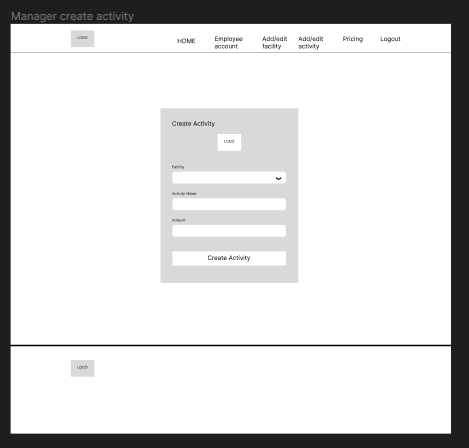 Manager create activity
LOGO
HOME
Employee account
Add/edit facility
Add/edit activity
Pricing
Logout
Create Activity
LOGO
Facility
Activity Name
Amount
Create Activity
LOGO